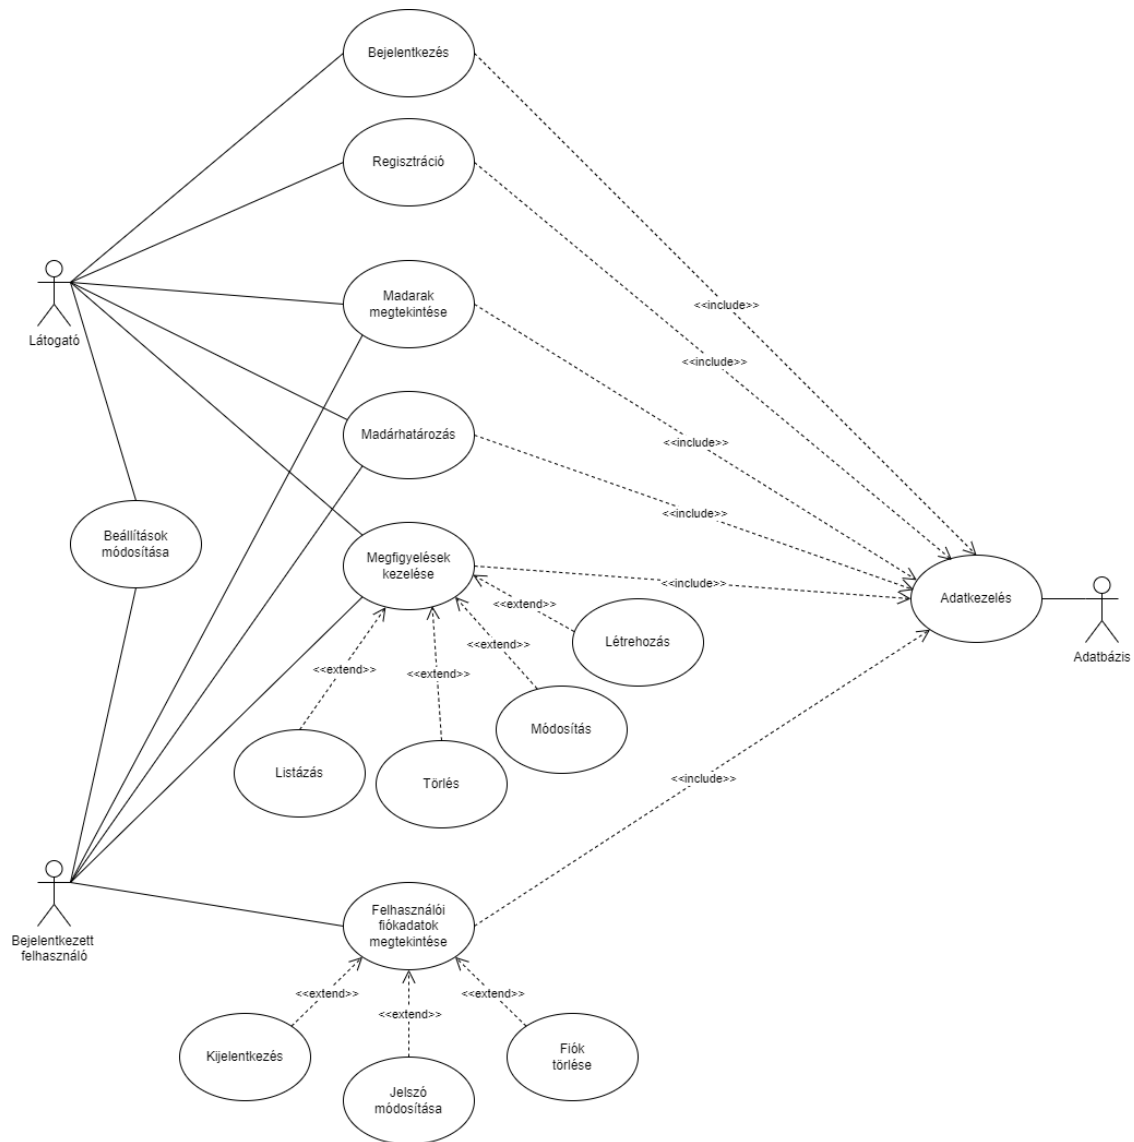 Bejelentkezés
Regisztráció
Látogató
Madarak
megtekintése
<<include>>
<<include>>
Madárhatározás
<<include>>
<<include>>
Beállítások
módosítása
Megfigyelések
kezelése
<<include>>
Adatkezelés
Adatbázis
<<extend>>
Létrehozás
<<extend>>
<<extend>>
<<extend>>
Módosítás
Listázás
Törlés
<<include>>
Bejelentkezett
felhasználó
Felhasználói
fiókadatok
megtekintése
<<extend>>
<<extend>>
<<extend>>
Kijelentkezés
Jelszó
módosítása
Fiók
törlése